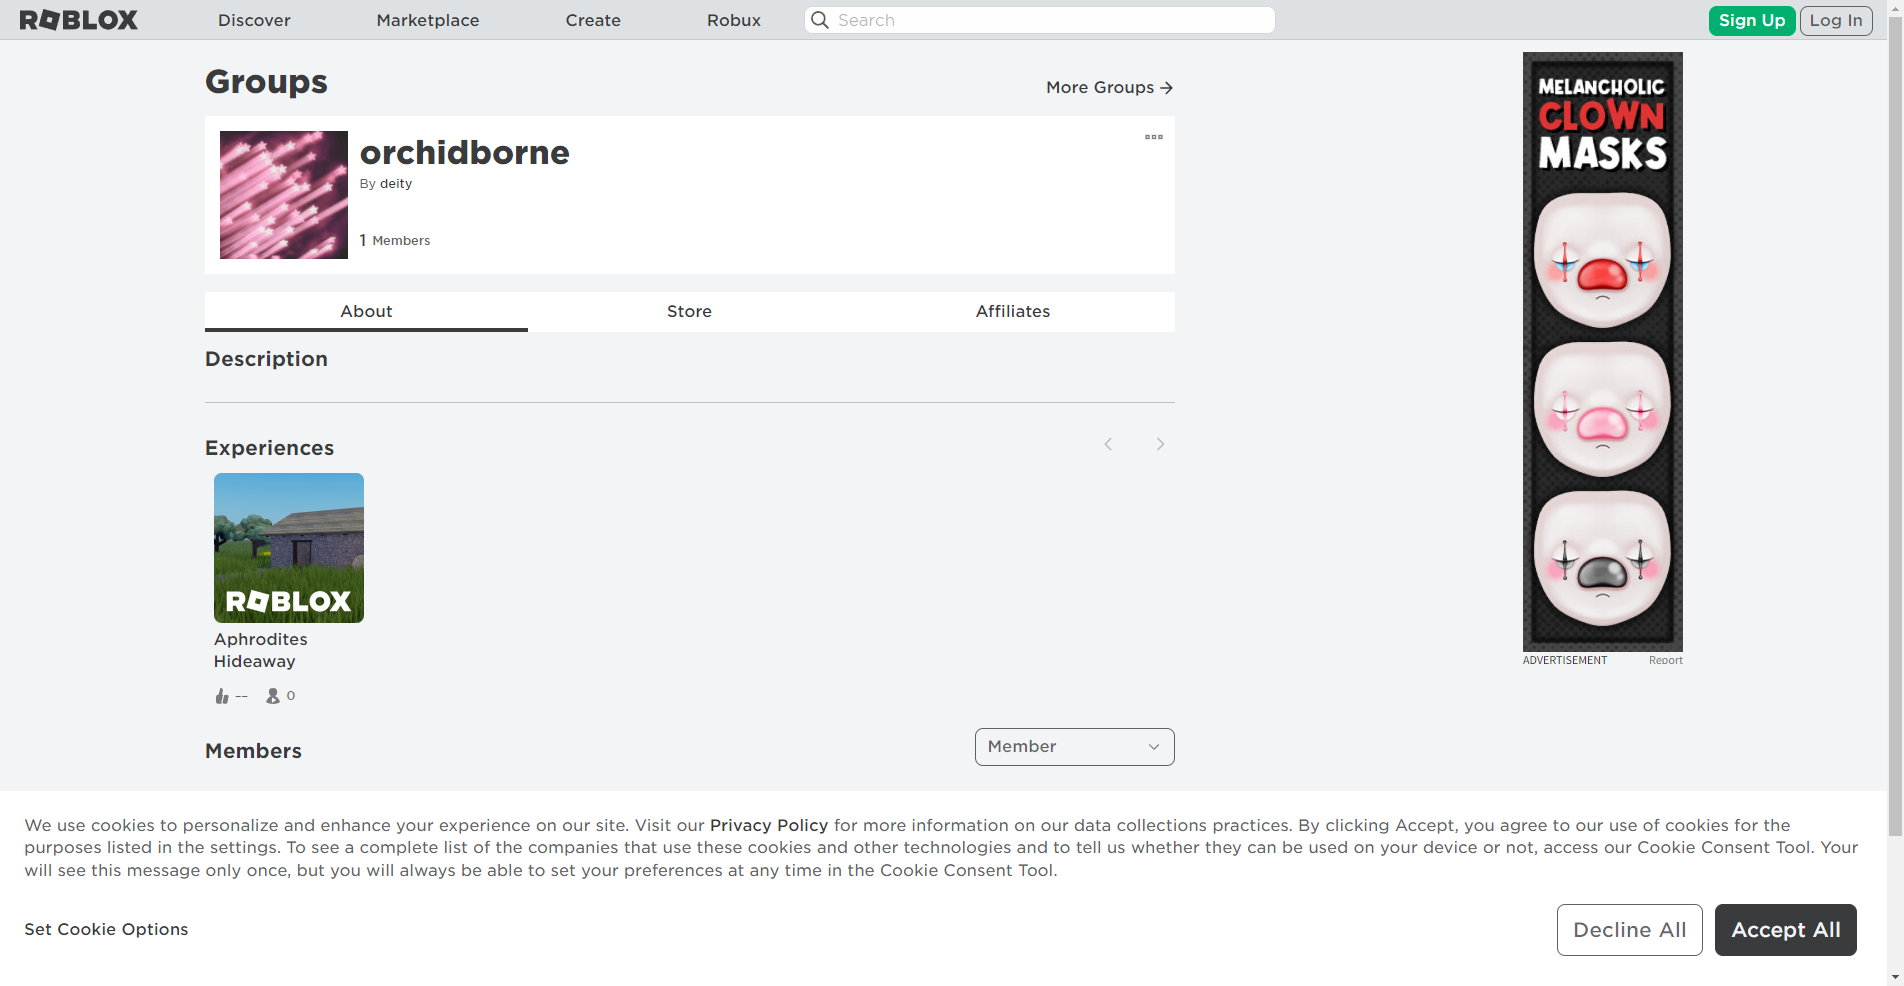 ROBLOX
Discover
Marketplace
Create
Robux
Search
Sign Up
Log In
Groups
More Groups
orchidborne
By deity
1 Members
About
Store
Affiliates
Description
Experiences
ROBLOX
Aphrodites
Hideaway
--
0
Members
Member
MELANCHOLIC
CLOWN
MASKS
ADVERTISEMENT
Report
We use cookies to personalize and enhance your experience on our site. Visit our Privacy Policy for more information on our data collections practices. By clicking Accept, you agree to our use of cookies for the
purposes listed in the settings. To see a complete list of the companies that use these cookies and other technologies and to tell us whether they can be used on your device or not, access our Cookie Consent Tool. Your
will see this message only once, but you will always be able to set your preferences at any time in the Cookie Consent Tool.
Set Cookie Options
Decline All
Accept All